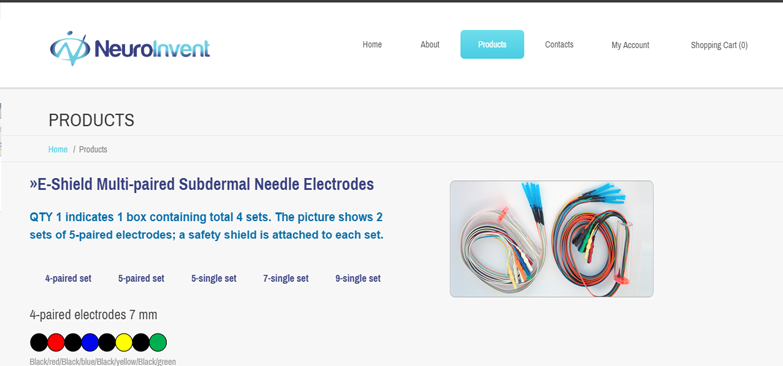 NeuroInvent
Home About Products Contacts My Account Shopping Cart (0)
PRODUCTS
Home / Products
»E-Shield Multi-paired Subdermal Needle Electrodes
QTY 1 indicates 1 box containing total 4 sets. The picture shows 2
sets of 5-paired electrodes; a safety shield is attached to each set.
4-paired set 5-paired set 5-single set 7-single set 9-single set
4-paired electrodes 7 mm
Black/red/Black/blue/Black/yellow/Black/green